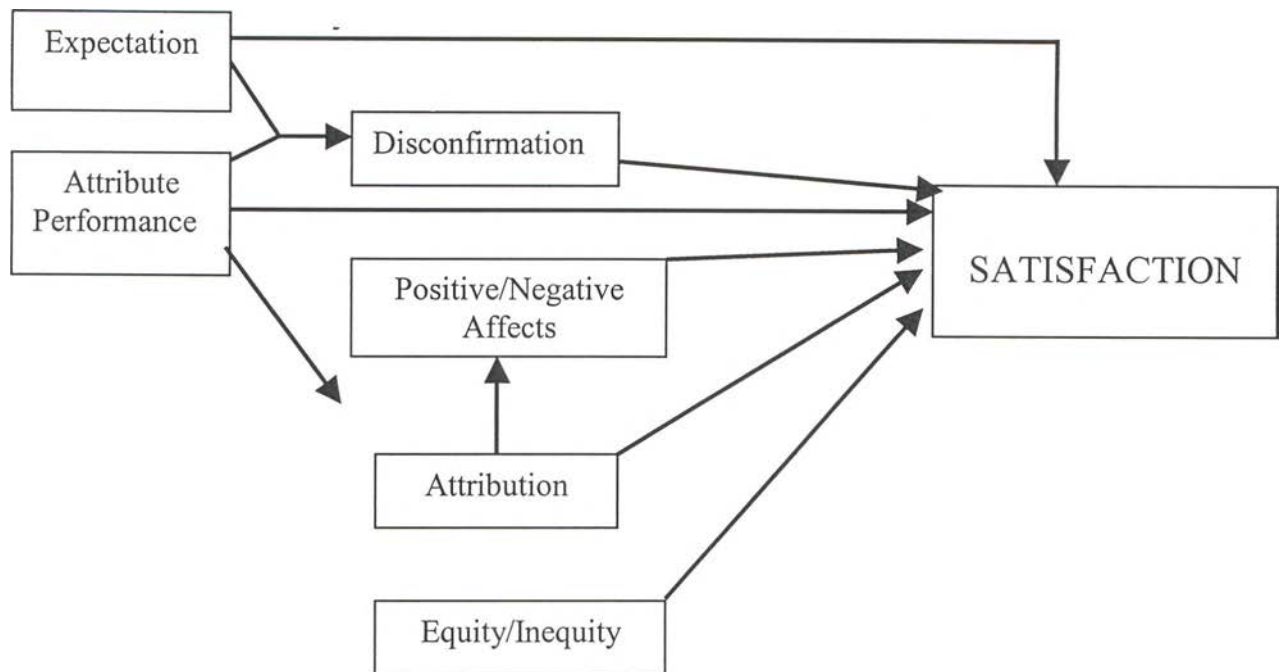 Expectation
Disconfirmation
Attribute
Performance
SATISFACTION
Positive/Negative
Affects
Attribution
Equity/Inequity